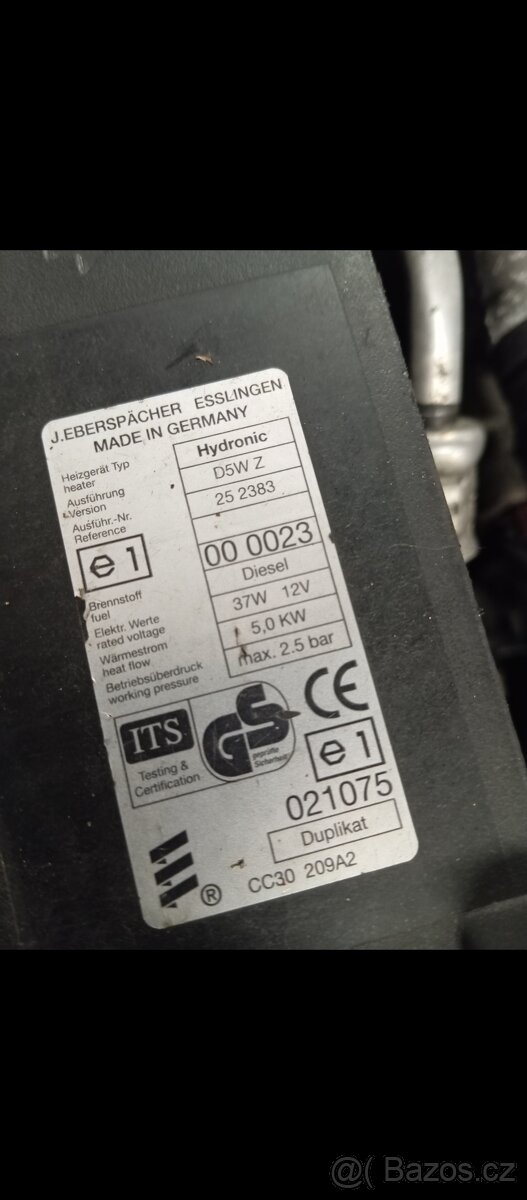 J.EBERSPÄCHER ESSLINGEN
MADE IN GERMANY
Heizgerät Typ
heater
Hydronic
D5W Z
Ausführung
Version
25 2383
Ausführ.-Nr.
Reference
e1
00 0023
Brennstoff
fuel
Diesel
Elektr. Werte
rated voltage
37W 12V
Wärmestrom
heat flow
5,0 KW
Betriebsüberdruck
working pressure
max. 2.5 bar
ITS
Testing &
Certification
GS
geprüfte
Sicherheit
CE
e1
021075
Duplikat
®
CC30 209A2
@( Bazos.cz